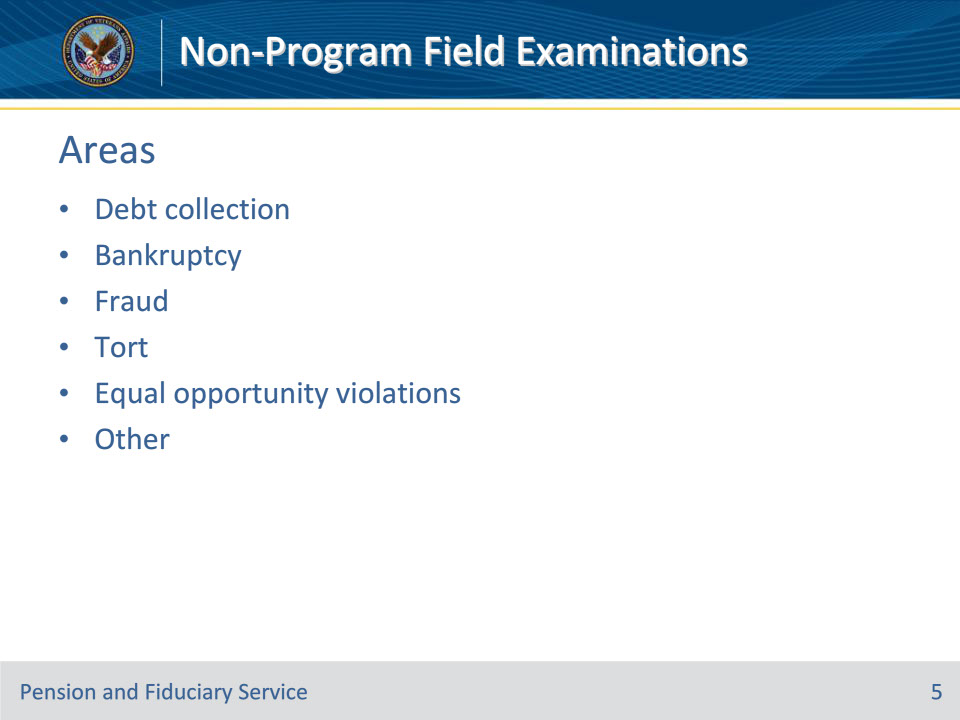 DEPARTMENT OF VETERANS AFFAIRS
UNITED STATES OF AMERICA
Non-Program Field Examinations
Areas
• Debt collection
• Bankruptcy
• Fraud
• Tort
• Equal opportunity violations
• Other
Pension and Fiduciary Service
5